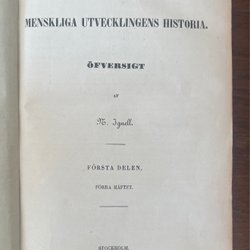 MENSKLIGA UTVECKLINGENS HISTORIA.
ÖFVERSIGT
AF
N. Ignell.
FÖRSTA DELEN.
FÖRRA HÄFTET.
STOCKHOLM.